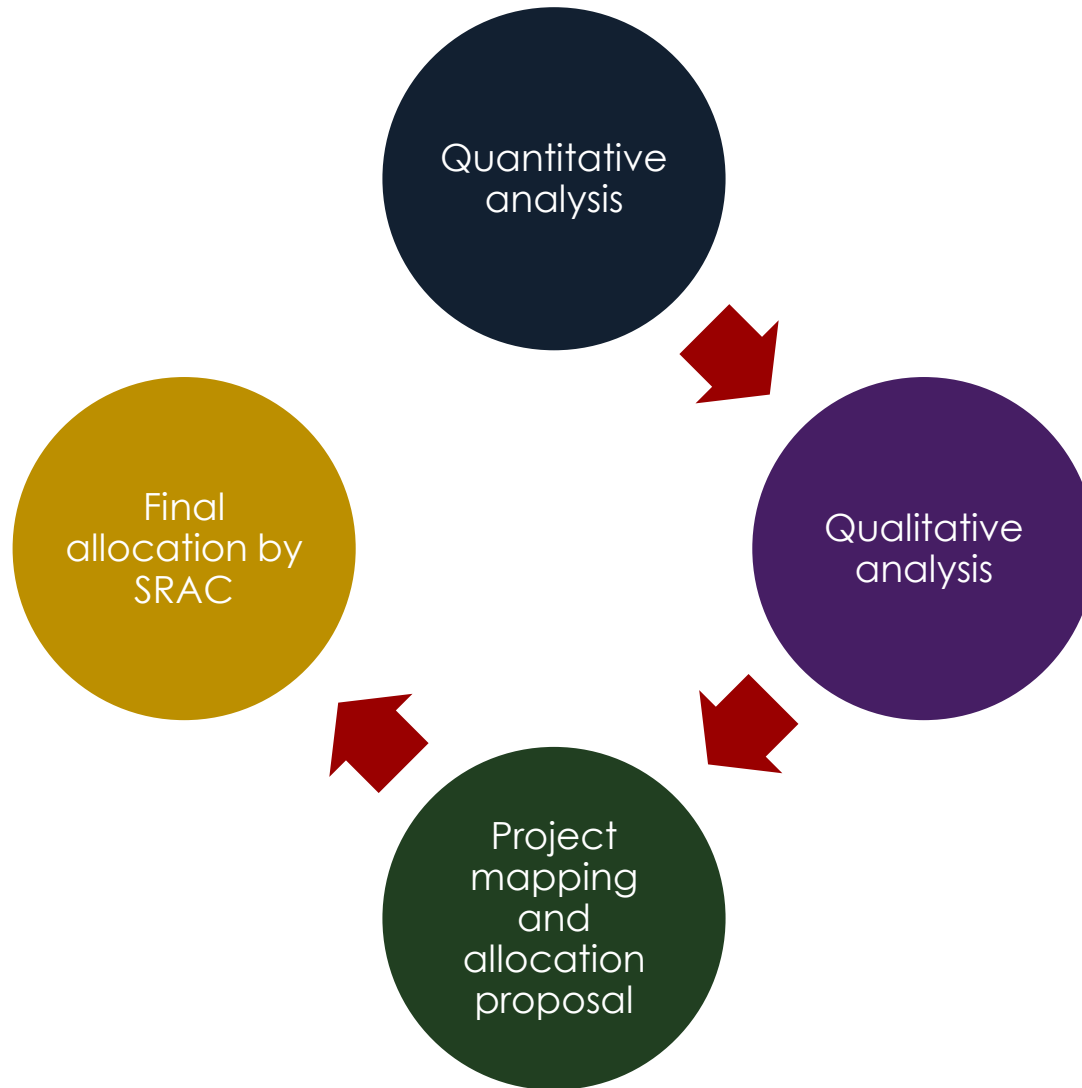 Quantitative
analysis
Qualitative
analysis
Project
mapping
and
allocation
proposal
Final
allocation by
SRAC